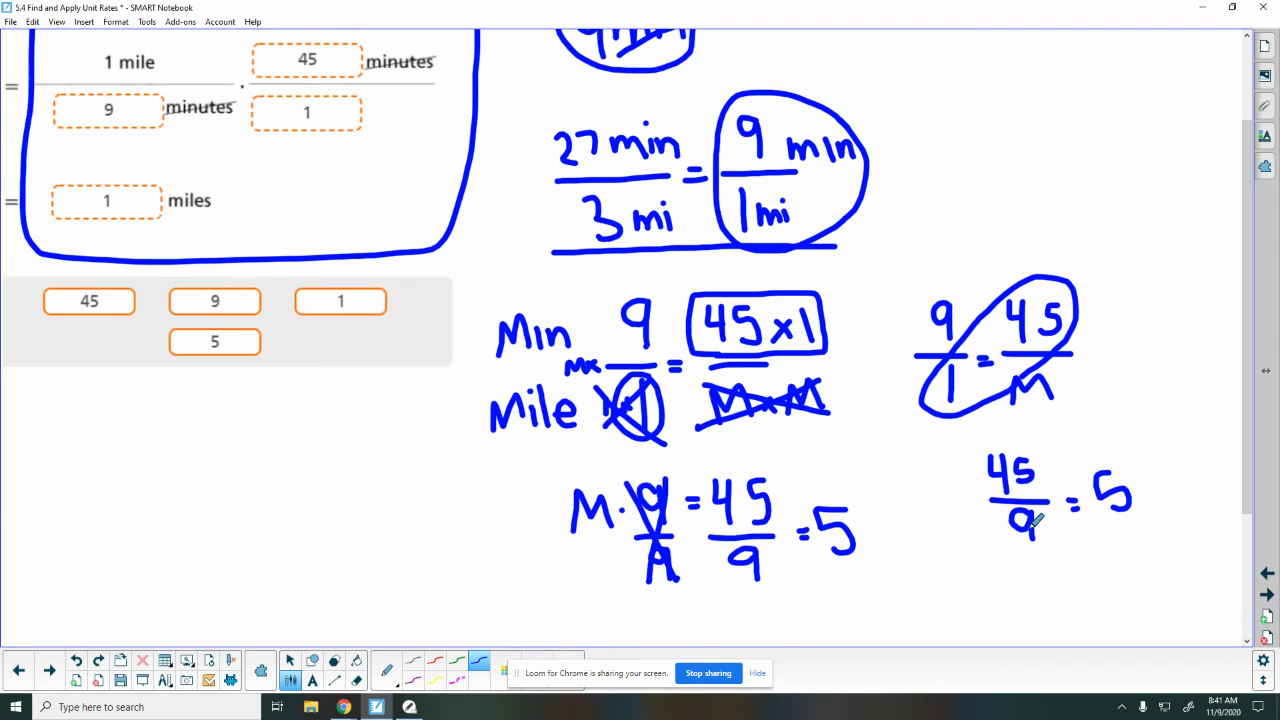 5.4 Find and Apply Unit Rates * - SMART Notebook
File Edit View Insert Format Tools Add-ons Account Help
1 mile
45 minutes
=
·
9 minutes
1
= 1 miles
45 9 1
5
27 min
3 mi
=
9 min
1 mi
Min 9 = 45 x 1
Mile
M · 9 = 45
9 9
= 5
9 = 45
1 M
45
9
= 5
Loom for Chrome is sharing your screen. Stop sharing Hide
Type here to search
8:41 AM
11/9/2020